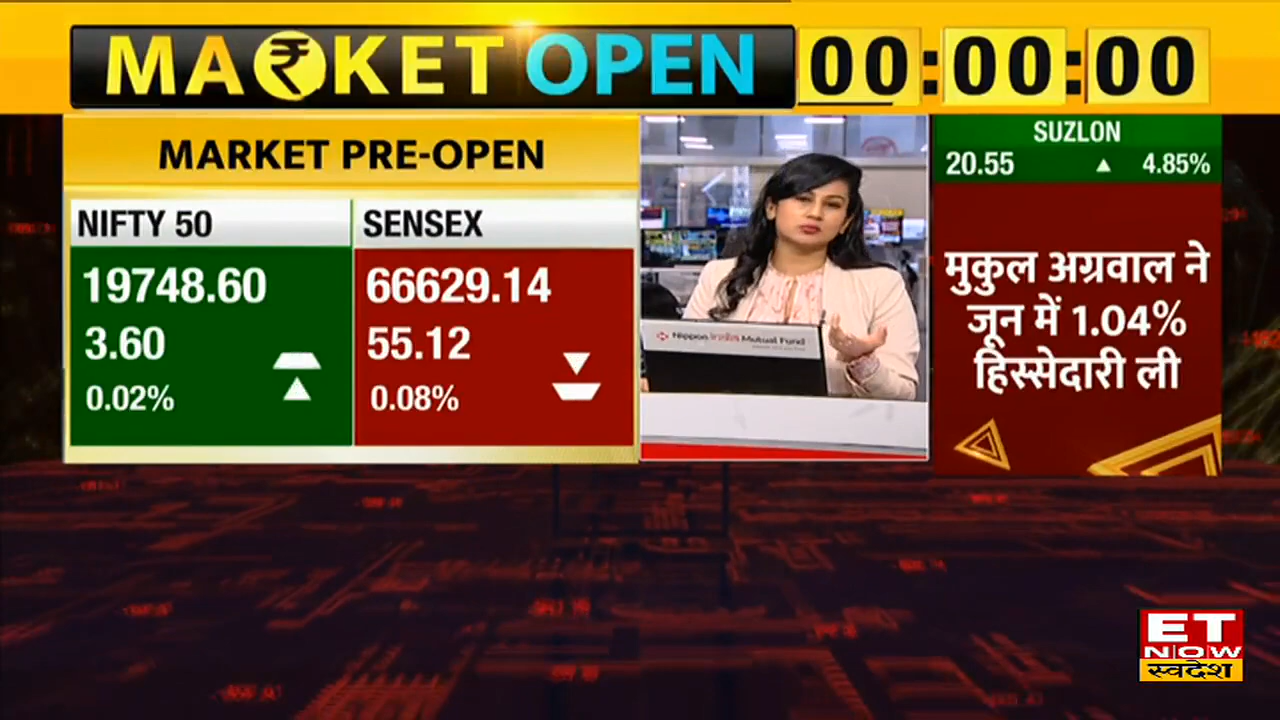 MARKET OPEN 00:00:00
MARKET PRE-OPEN
NIFTY 50
19748.60
3.60
0.02%
SENSEX
66629.14
55.12
0.08%
Nippon india Mutual Fund
SUZLON
20.55 ▲ 4.85%
मुकुल अग्रवाल ने
जून में 1.04%
हिस्सेदारी ली
ET
NOW
स्वदेश